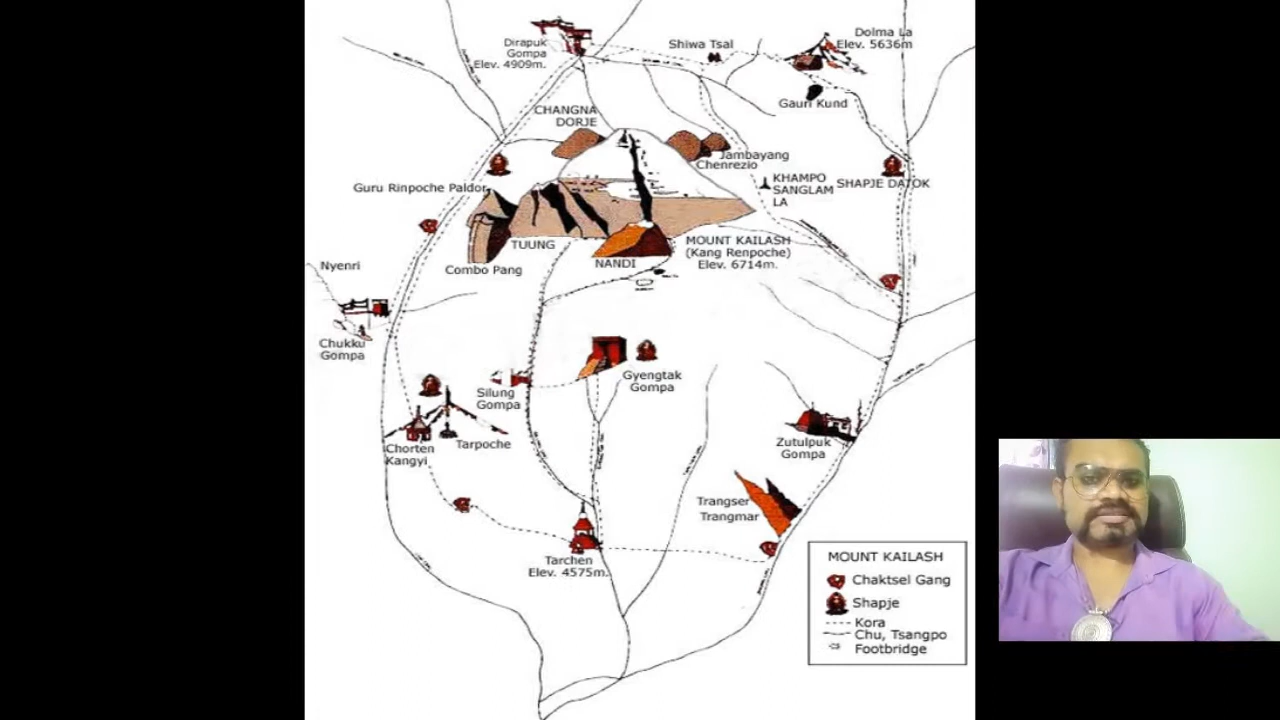 Dirapuk
Gompa
Elev. 4909m.
Shiwa Tsal
Dolma La
Elev. 5636m
Gauri Kund
CHANGNA
DORJE
Jambayang
Chenrezio
KHAMPO
SANGLAM
LA
SHAPJE DATOK
Guru Rinpoche Paldor
TUUNG
NANDI
MOUNT KAILASH
(Kang Renpoche)
Elev. 6714m.
Combo Pang
Nyenri
Chukku
Gompa
Silung
Gompa
Gyengtak
Gompa
Chorten
Kangyi
Tarpoche
Zutulpuk
Gompa
Trangser
Trangmar
Tarchen
Elev. 4575m.
MOUNT KAILASH
Chaktsel Gang
Shapje
Kora
Chu, Tsangpo
Footbridge